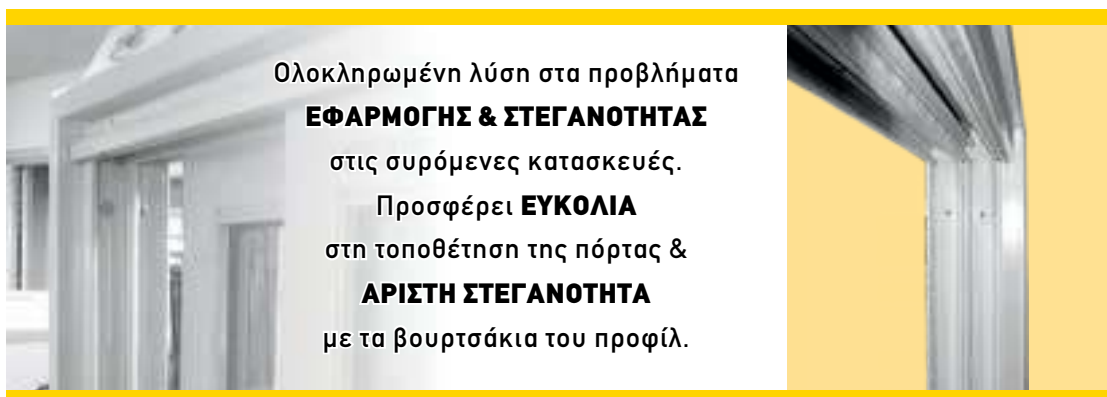 Ολοκληρωμένη λύση στα προβλήματα
ΕΦΑΡΜΟΓΗΣ & ΣΤΕΓΑΝΟΤΗΤΑΣ
στις συρόμενες κατασκευές.
Προσφέρει ΕΥΚΟΛΙΑ
στη τοποθέτηση της πόρτας &
ΑΡΙΣΤΗ ΣΤΕΓΑΝΟΤΗΤΑ
με τα βουρτσάκια του προφίλ.